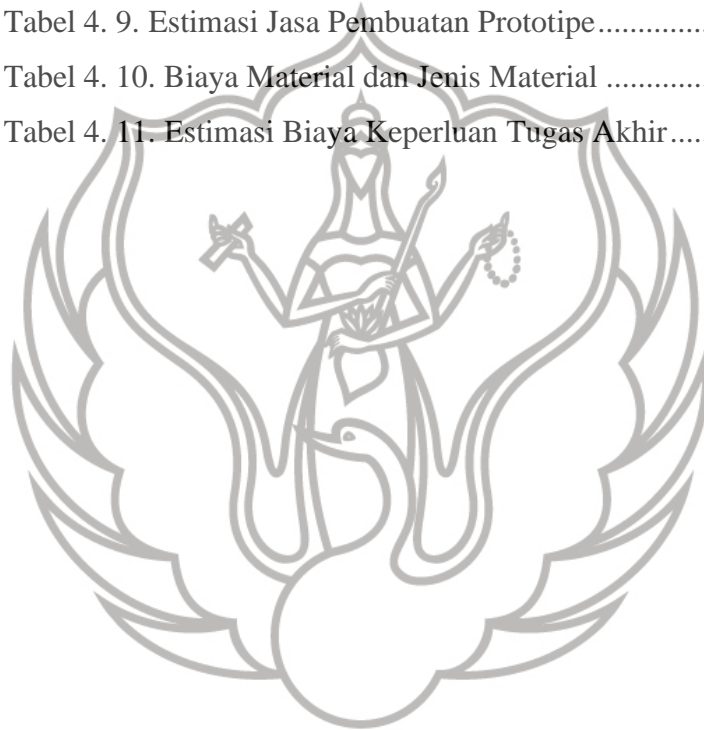 Tabel 4. 9. Estimasi Jasa Pembuatan Prototipe..............
Tabel 4. 10. Biaya Material dan Jenis Material .............
Tabel 4. 11. Estimasi Biaya Keperluan Tugas Akhir.....